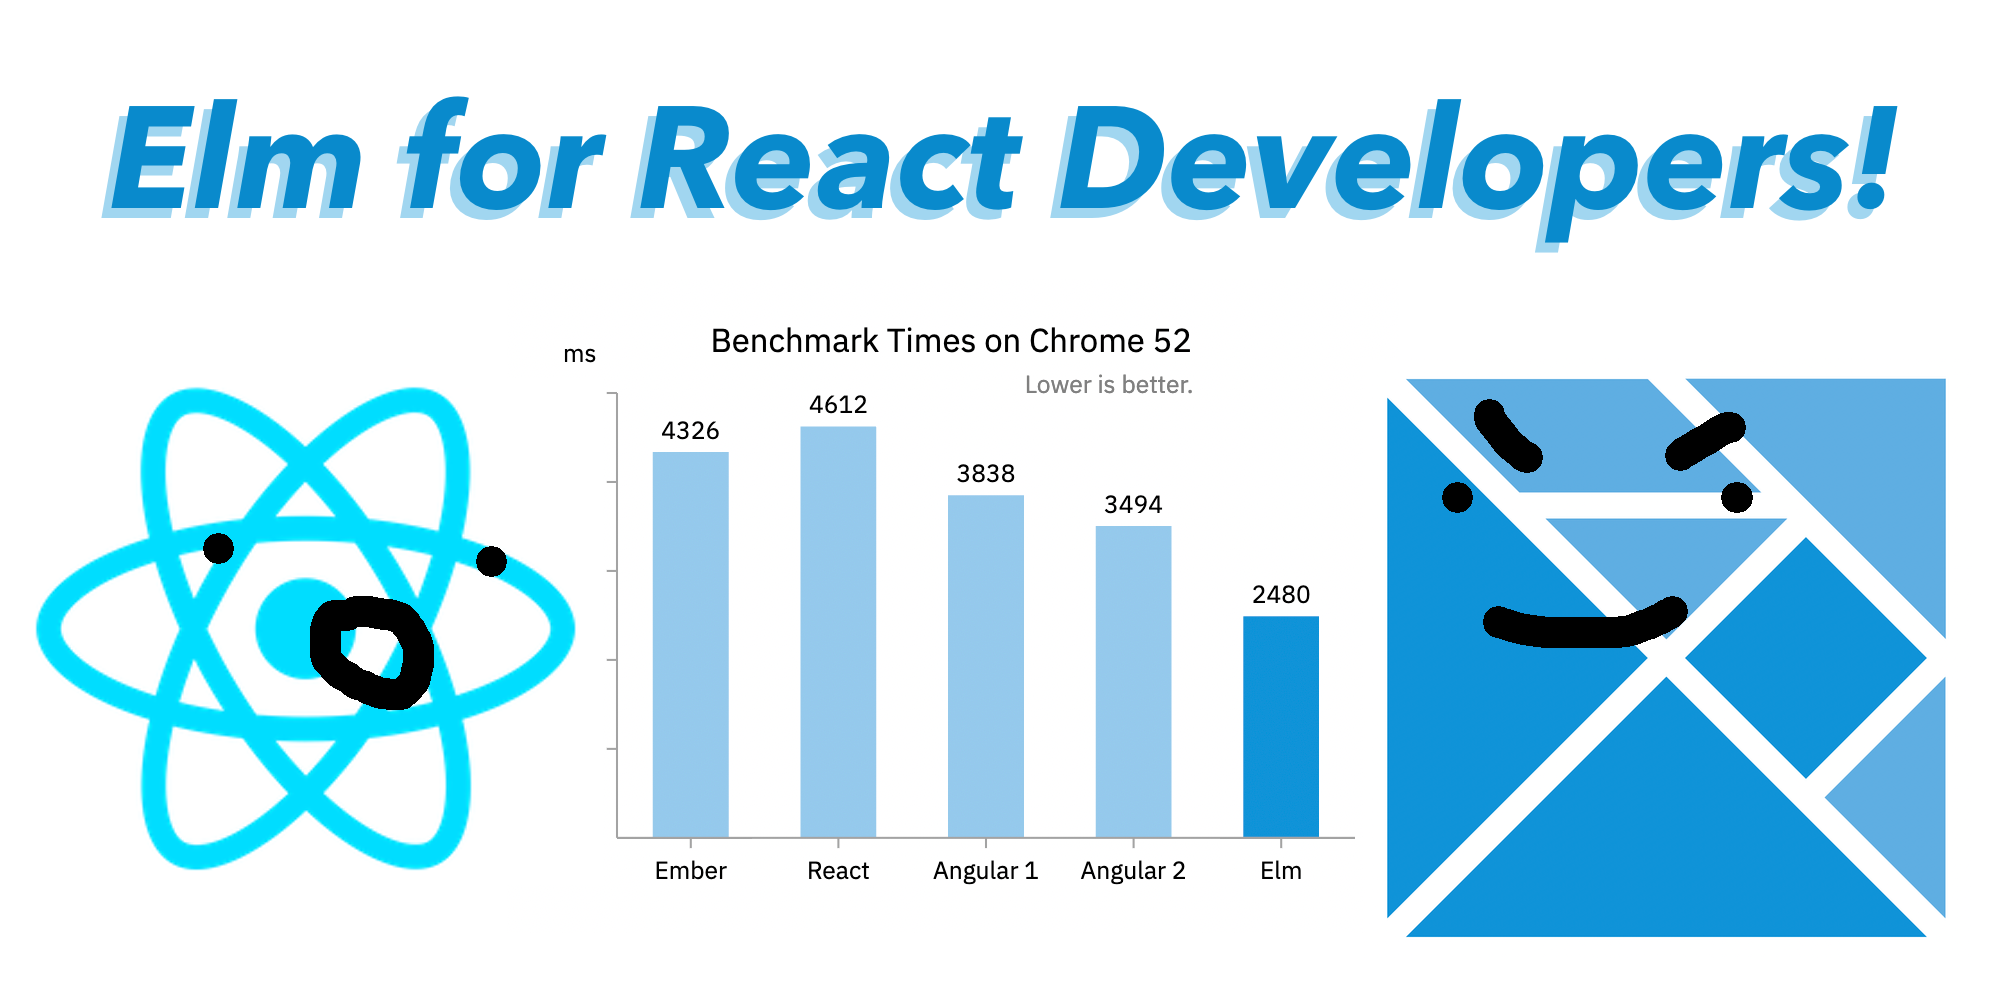 Elm for React Developers!
Benchmark Times on Chrome 52
ms
Lower is better.
4326
4612
3838
3494
2480
Ember
React
Angular 1
Angular 2
Elm